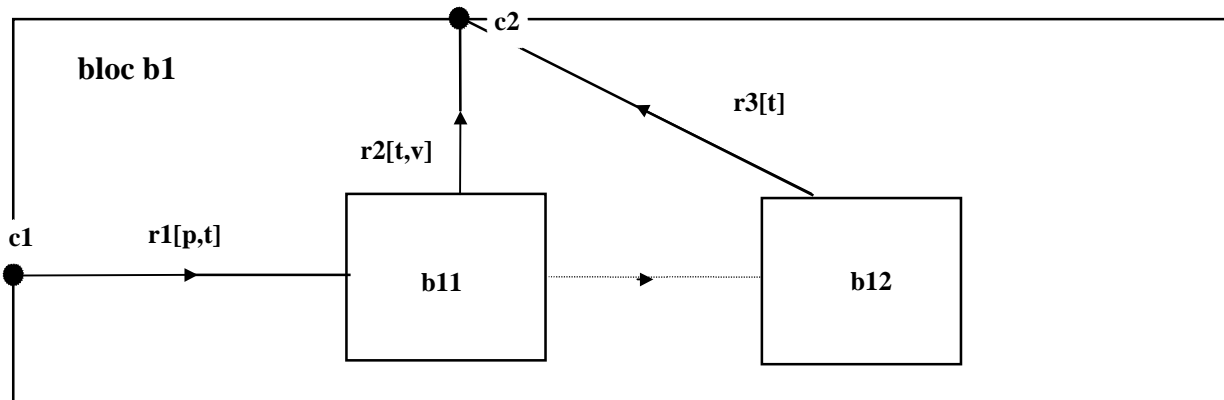 c2
bloc b1
r3[t]
r2[t,v]
c1
r1[p,t]
b11
b12